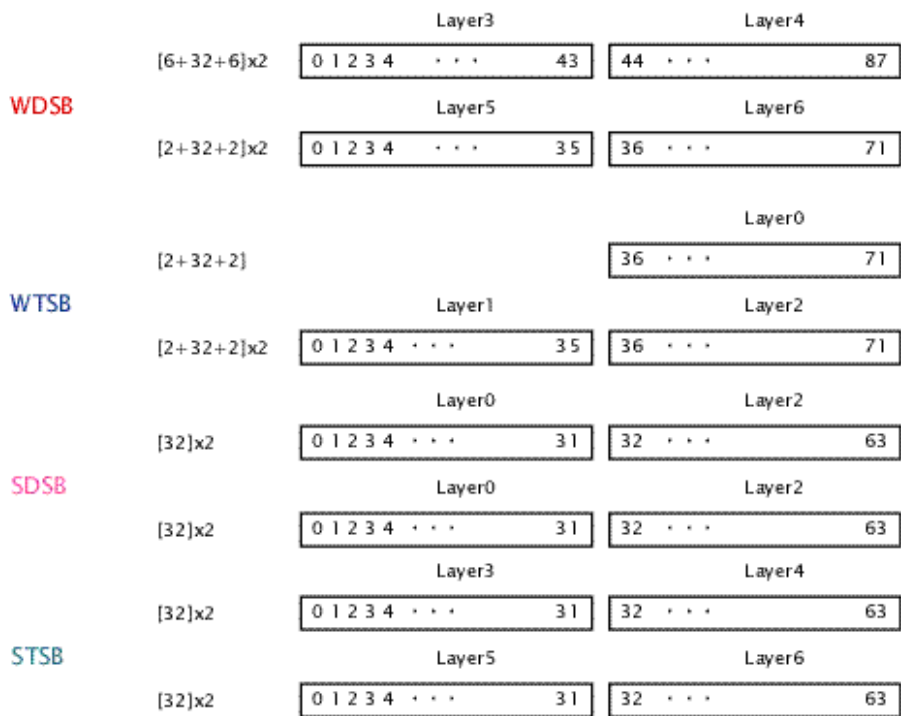 Layer3 Layer4
[6+32+6]x2 0 1 2 3 4 · · · 43 44 · · · 87
WDSB Layer5 Layer6
[2+32+2]x2 0 1 2 3 4 · · · 35 36 · · · 71
Layer0
[2+32+2] 36 · · · 71
WTSB Layer1 Layer2
[2+32+2]x2 0 1 2 3 4 · · · 35 36 · · · 71
Layer0 Layer2
[32]x2 0 1 2 3 4 · · · 31 32 · · · 63
SDSB Layer0 Layer2
[32]x2 0 1 2 3 4 · · · 31 32 · · · 63
Layer3 Layer4
[32]x2 0 1 2 3 4 · · · 31 32 · · · 63
STSB Layer5 Layer6
[32]x2 0 1 2 3 4 · · · 31 32 · · · 63